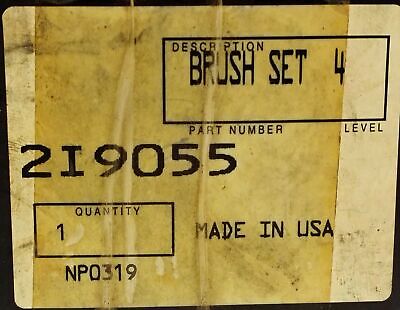 DESCRIPTION
BRUSH SET 4
PART NUMBER LEVEL
2I9055
QUANTITY
1 MADE IN USA
NP0319